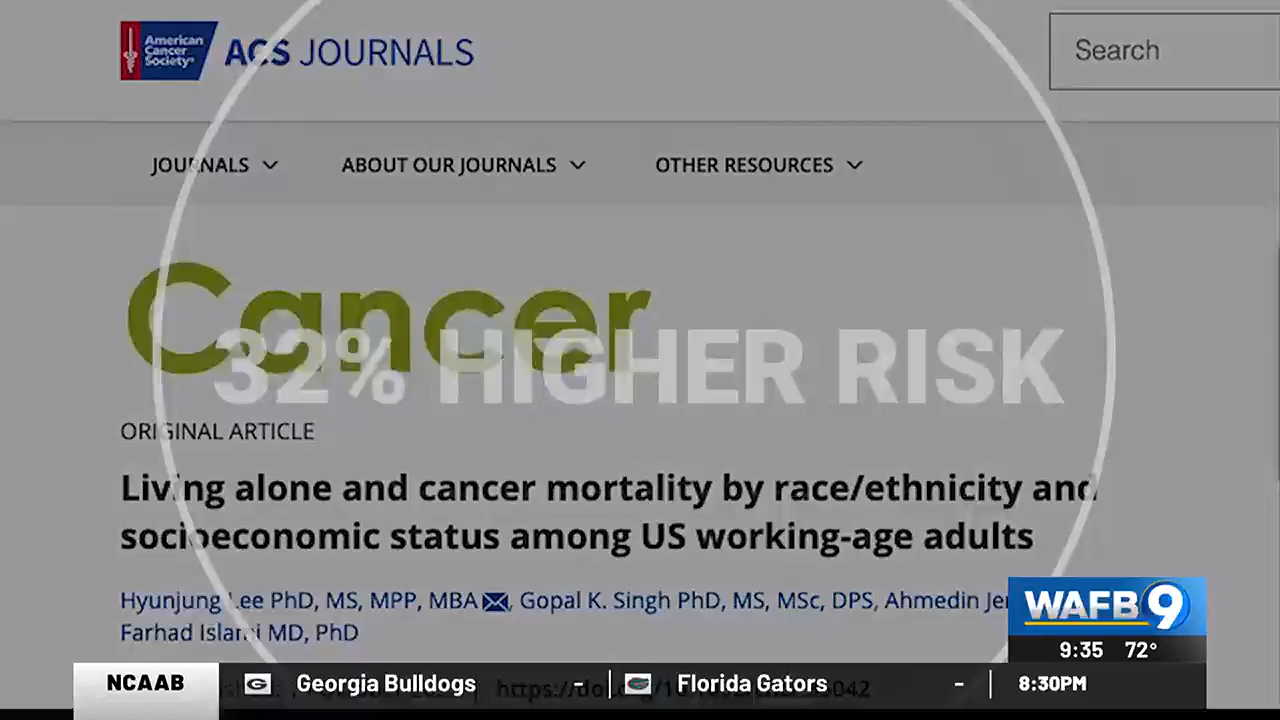 American
Cancer
Society
ACS JOURNALS
Search
JOURNALS
ABOUT OUR JOURNALS
OTHER RESOURCES
Cancer
32% HIGHER RISK
ORIGINAL ARTICLE
Living alone and cancer mortality by race/ethnicity and
socioeconomic status among US working-age adults
Hyunjung Lee PhD, MS, MPP, MBA, Gopal K. Singh PhD, MS, MSc, DPS, Ahmedin
Farhad Islami MD, PhD
WAFB 9
9:35 72°
NCAAB Georgia Bulldogs - Florida Gators - 8:30PM